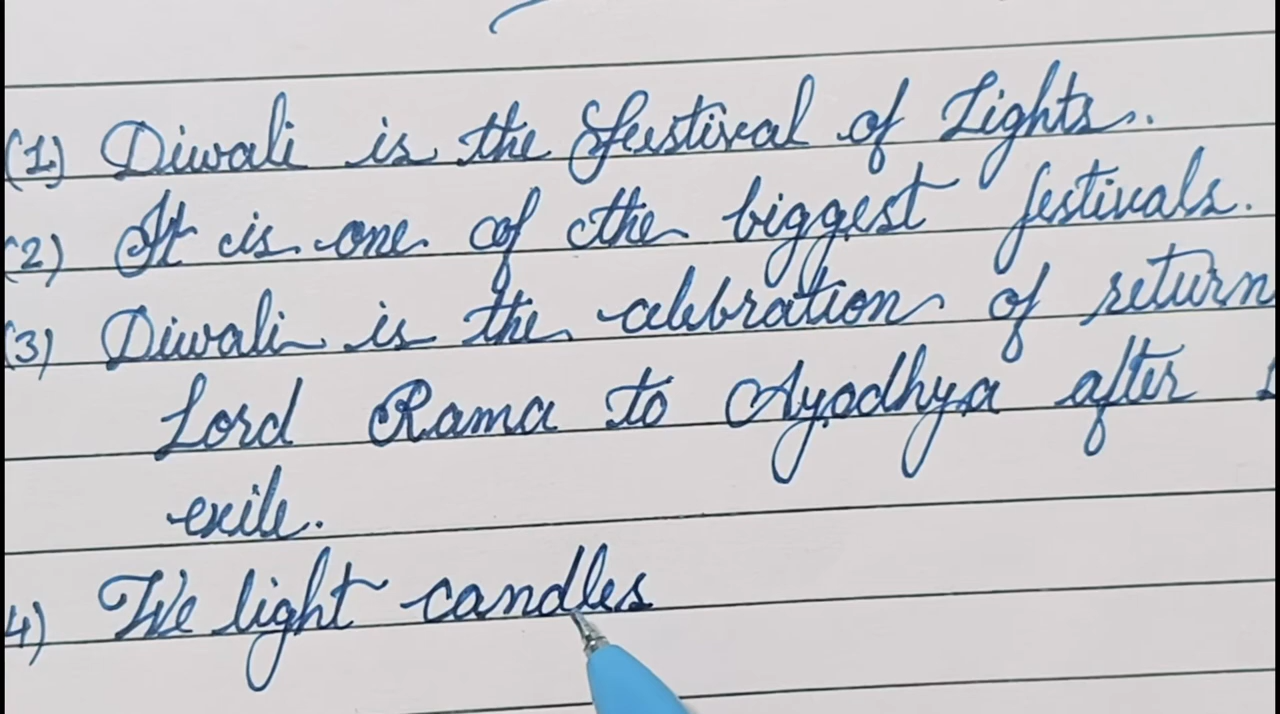 (1) Diwali is the festival of Lights.
(2) It is one of the biggest festivals.
(3) Diwali is the celebration of return
Lord Rama to Ayodhya after
exile.
4) We light candles